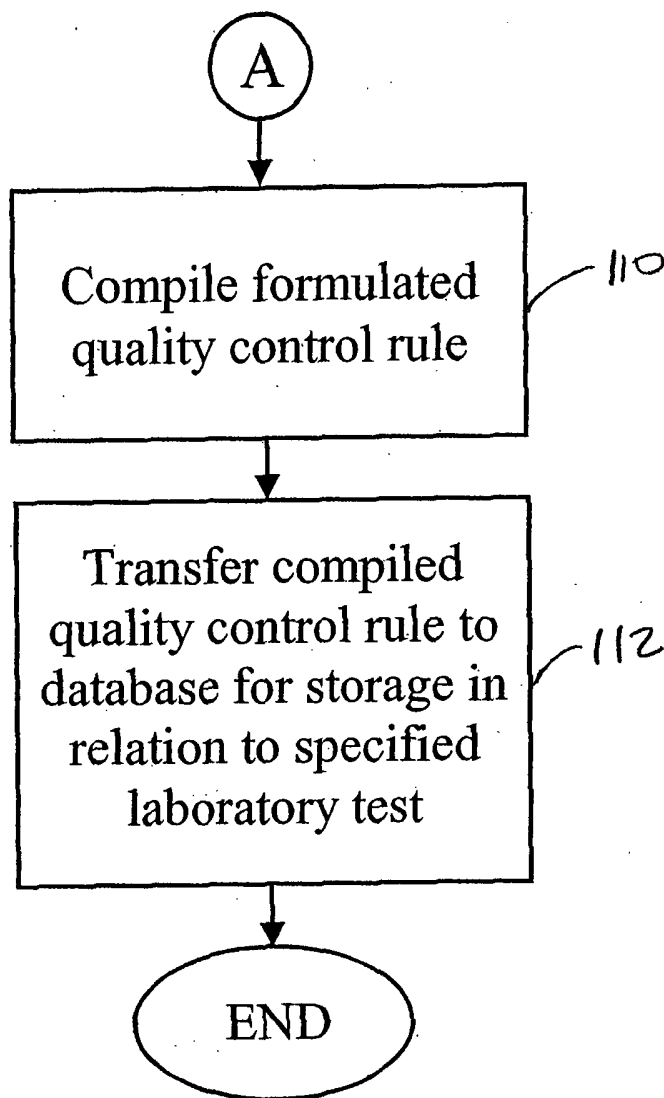 A
Compile formulated
quality control rule
110
Transfer compiled
quality control rule to
database for storage in
relation to specified
laboratory test
112
END